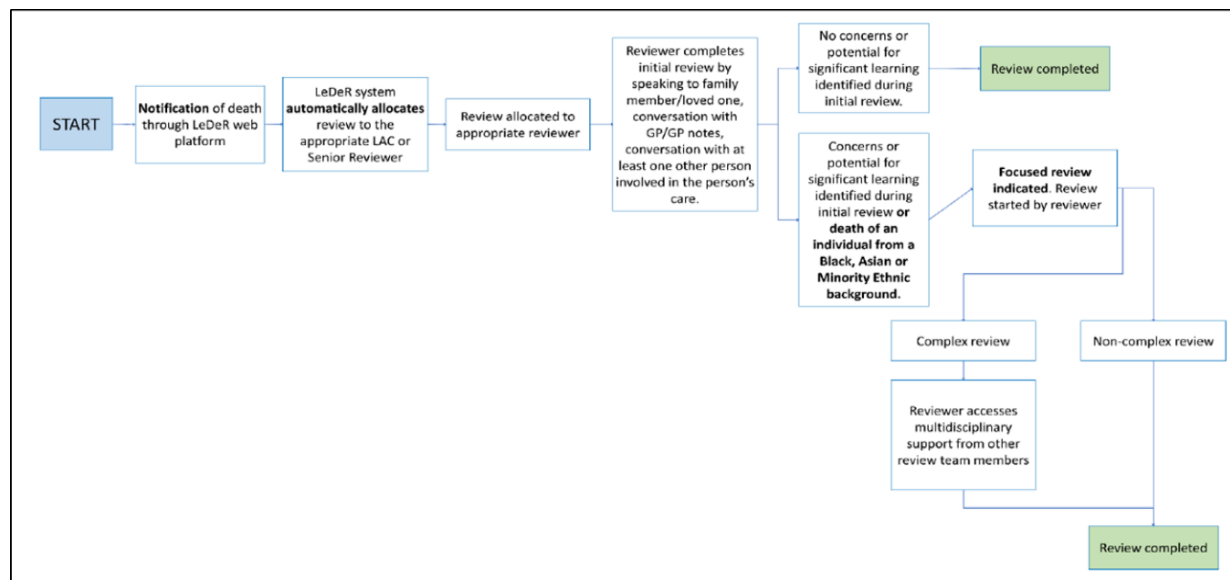 START
Notification of death
through LeDeR web
platform
LeDeR system
automatically allocates
review to the
appropriate LAC or
Senior Reviewer
Review allocated to
appropriate reviewer
Reviewer completes
initial review by
speaking to family
member/loved one,
conversation with
GP/GP notes,
conversation with at
least one other person
involved in the person's
care.
No concerns or
potential for
significant learning
identified during
initial review.
Review completed
Concerns or
potential for
significant learning
identified during
initial review or
death of an
individual from a
Black, Asian or
Minority Ethnic
background.
Focused review
indicated. Review
started by reviewer
Complex review
Non-complex review
Reviewer accesses
multidisciplinary
support from other
review team members
Review completed